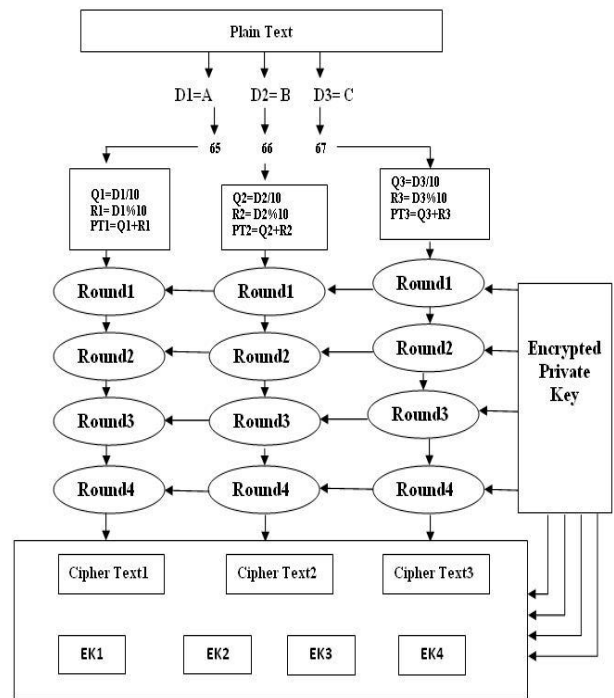 Plain Text
D1=A
D2= B
D3= C
65
66
67
Q1=D1/10
R1= D1%10
PT1=Q1+R1
Q2=D2/10
R2= D2%10
PT2=Q2+R2
Q3=D3/10
R3= D3%10
PT3=Q3+R3
Round1
Round1
Round1
Round2
Round2
Round2
Round3
Round3
Round3
Round4
Round4
Round4
Encrypted
Private
Key
Cipher Text1
Cipher Text2
Cipher Text3
EK1
EK2
EK3
EK4